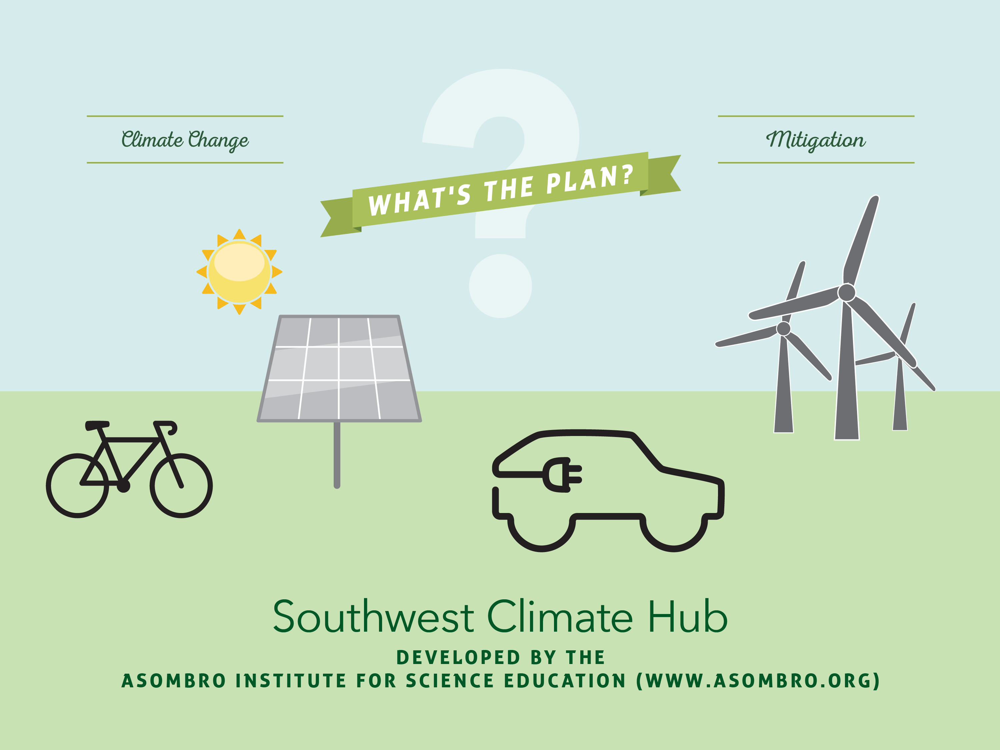 Climate Change
Mitigation
WHAT'S THE PLAN?
Southwest Climate Hub
DEVELOPED BY THE
ASOMBRO INSTITUTE FOR SCIENCE EDUCATION (WWW.ASOMBRO.ORG)